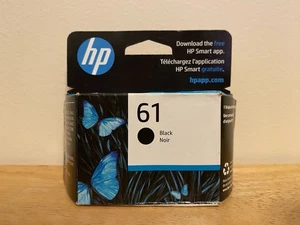 hp
Download the free
HP Smart app.
Téléchargez l'application
HP Smart gratuite.
hpapp.com
61
Black
Noir